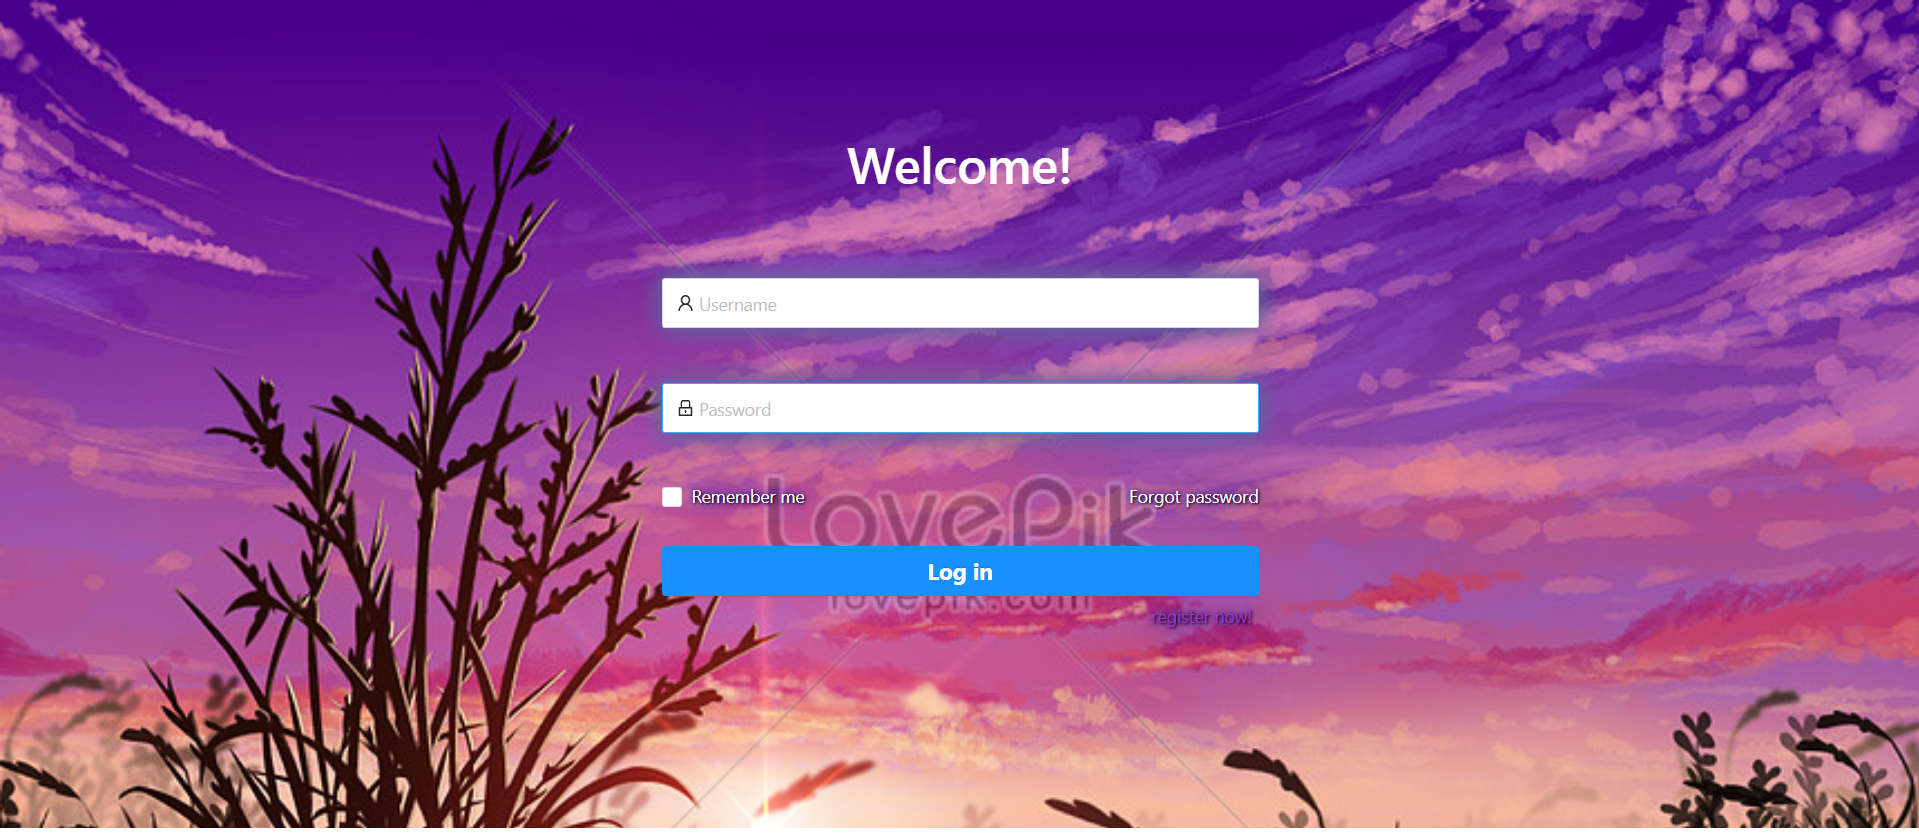 Welcome!
Username
Password
Remember me
Forgot password
LovePik
Log in
lovepik.com
register now!